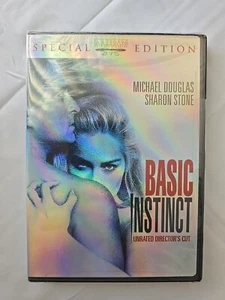 SPECIAL EDITION
MICHAEL DOUGLAS
SHARON STONE
BASIC
INSTINCT
UNRATED DIRECTOR'S CUT